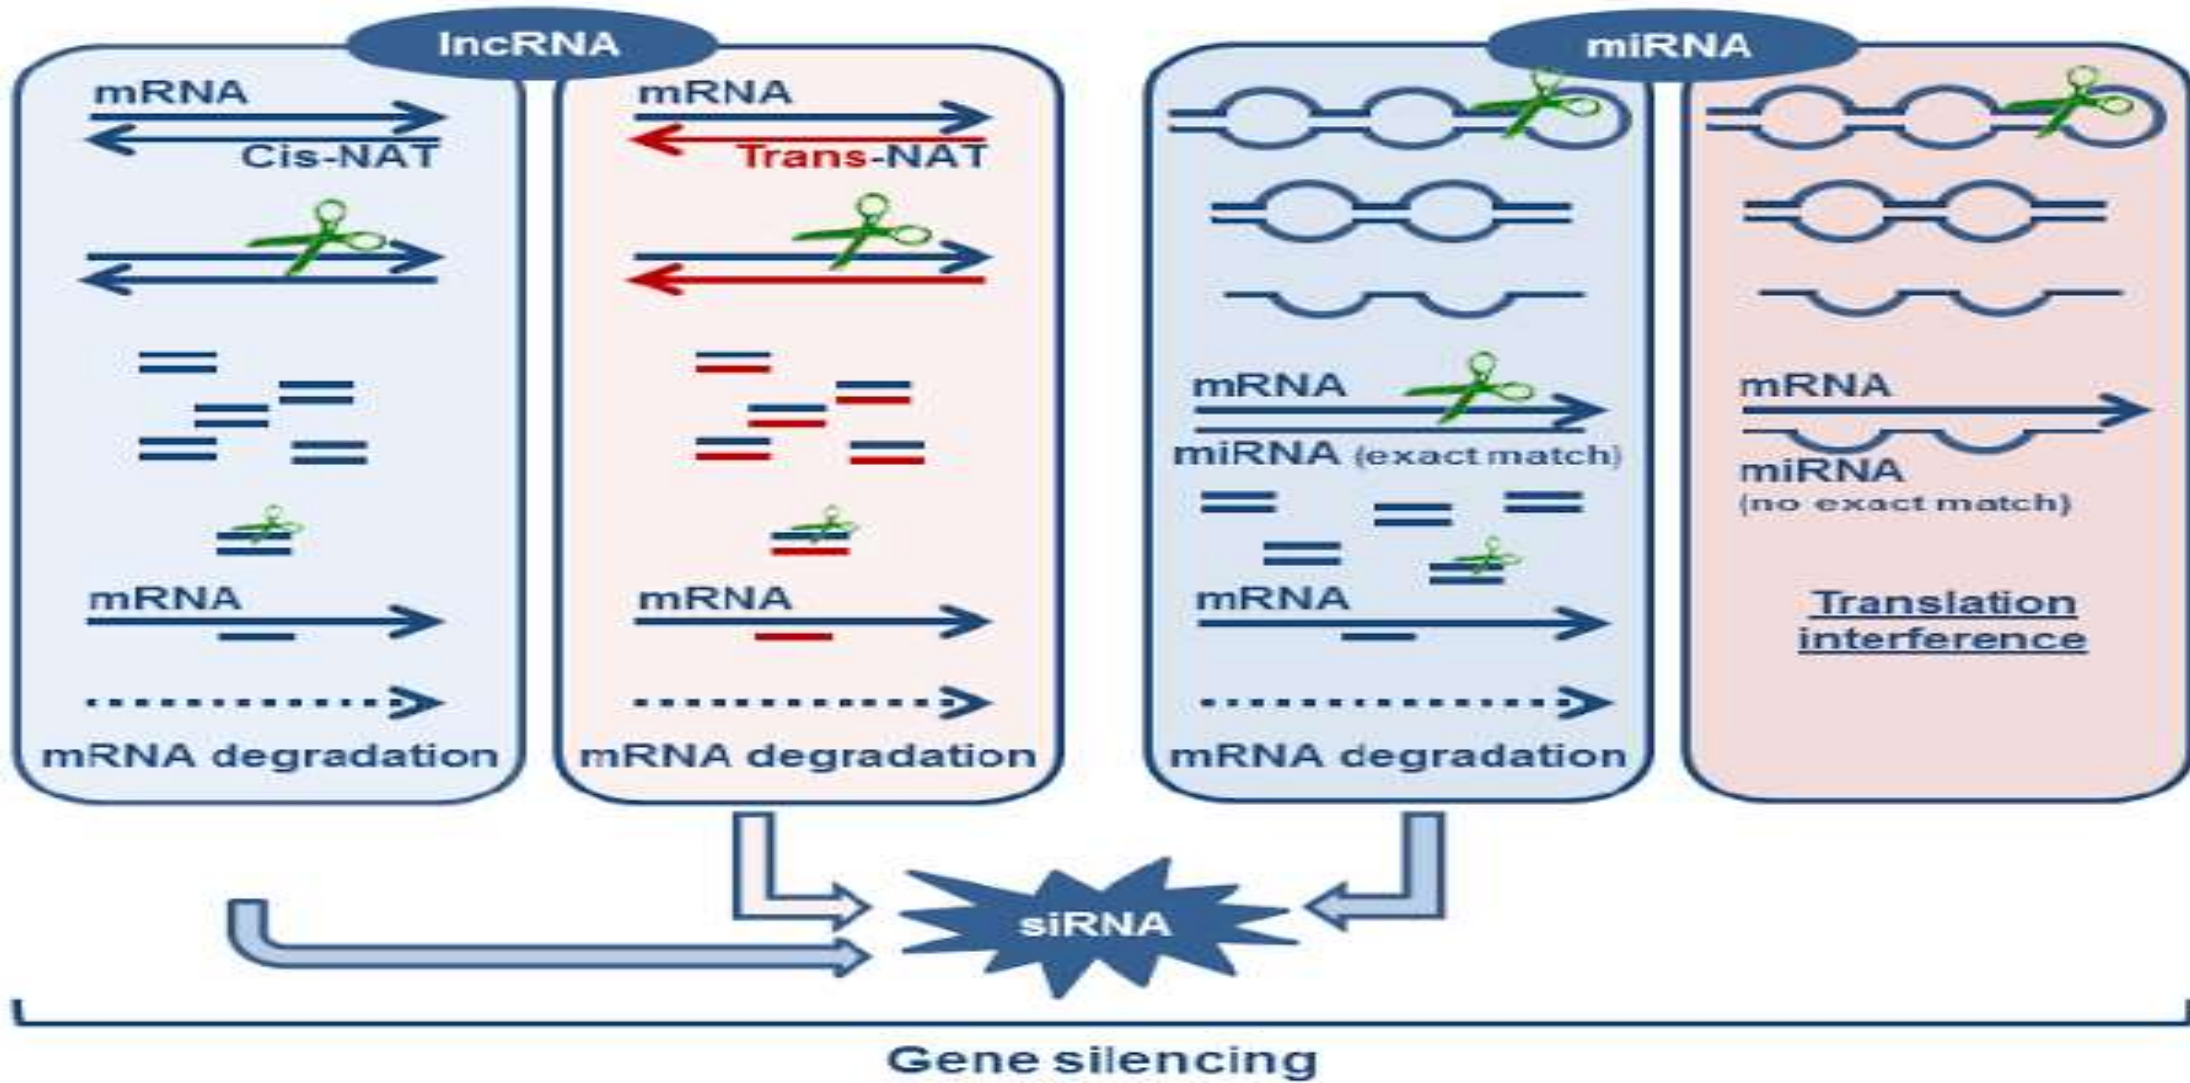 lncRNA
mRNA
Cis-NAT
mRNA
mRNA degradation
mRNA
Trans-NAT
mRNA
mRNA degradation
miRNA
mRNA
miRNA (exact match)
mRNA
mRNA degradation
mRNA
miRNA
(no exact match)
Translation
interference
siRNA
Gene silencing